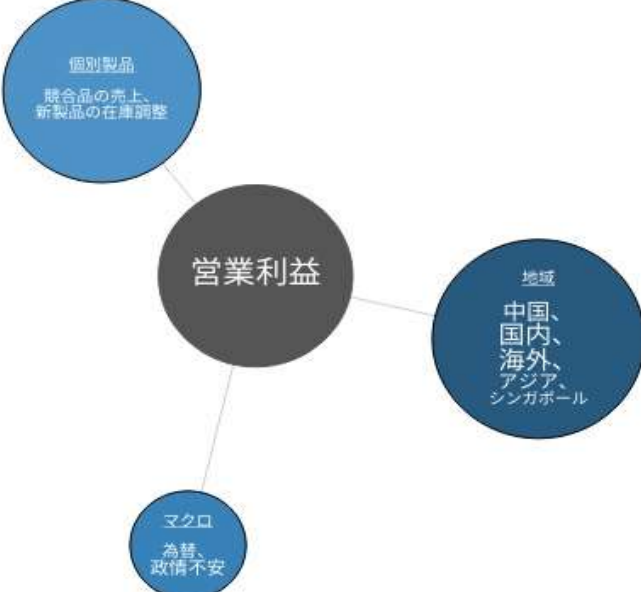 個別製品
競合品の売上、
新製品の在庫調整
営業利益
地域
中国、
国内、
海外、
アジア、
シンガポール
マクロ
為替、
政情不安